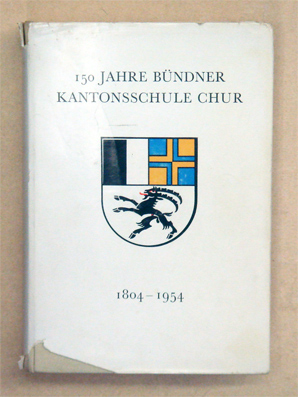 150 JAHRE BÜNDNER
KANTONSSCHULE CHUR
1804 – 1954